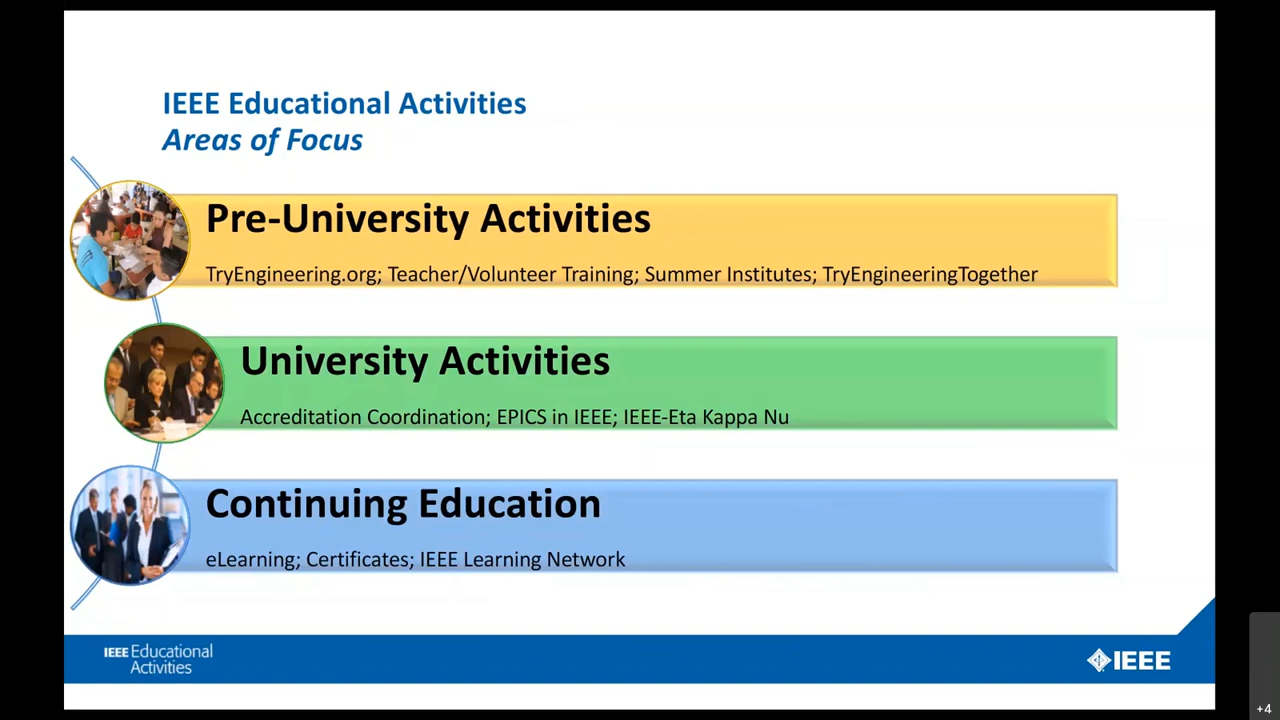 IEEE Educational Activities
Areas of Focus
Pre-University Activities
TryEngineering.org; Teacher/Volunteer Training; Summer Institutes; TryEngineeringTogether
University Activities
Accreditation Coordination; EPICS in IEEE; IEEE-Eta Kappa Nu
Continuing Education
eLearning; Certificates; IEEE Learning Network
IEEE Educational
Activities
IEEE
+4